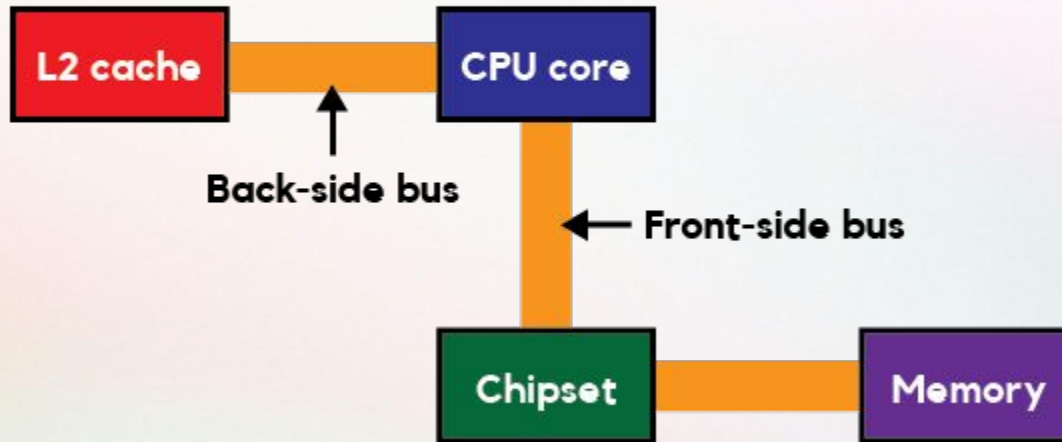 L2 cache
CPU core
Back-side bus
Front-side bus
Chipset
Memory